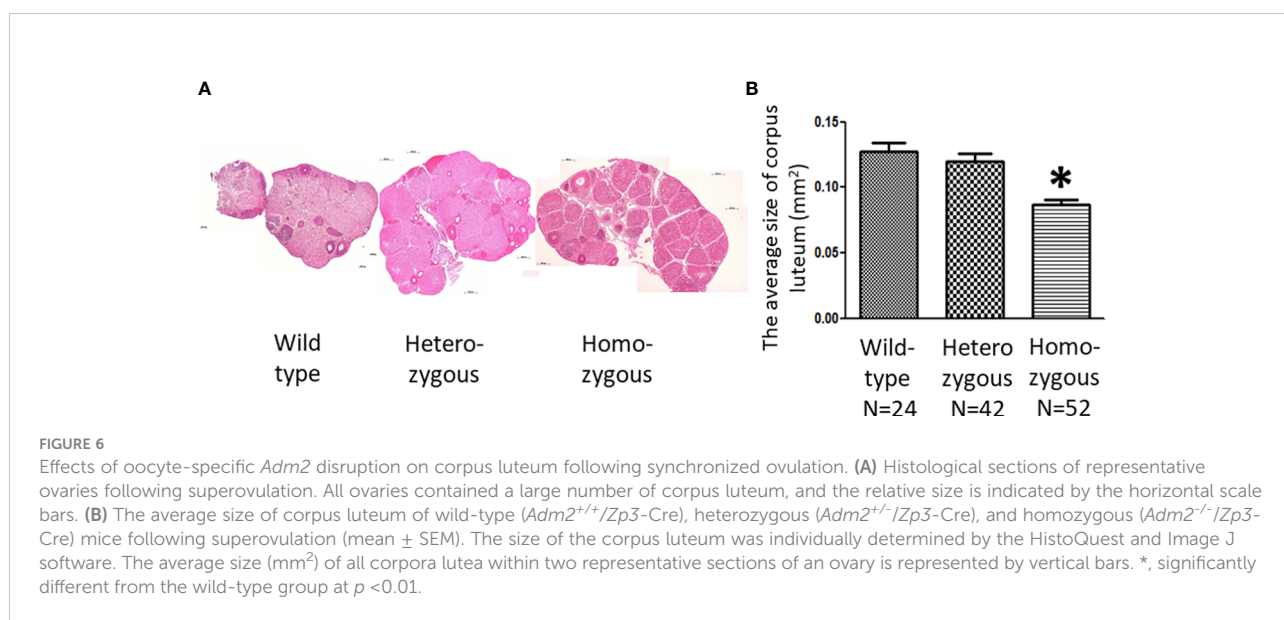 A
B
The average size of corpus
luteum (mm²)
0.15
0.10
0.05
0.00
*
Wild
type
Hetero-
zygous
Homo-
zygous
Wild-
type
N=24
Hetero
zygous
N=42
Homo-
zygous
N=52
FIGURE 6
Effects of oocyte-specific Adm2 disruption on corpus luteum following synchronized ovulation. (A) Histological sections of representative
ovaries following superovulation. All ovaries contained a large number of corpus luteum, and the relative size is indicated by the horizontal scale
bars. (B) The average size of corpus luteum of wild-type (Adm2+/+/Zp3-Cre), heterozygous (Adm2+/-/Zp3-Cre), and homozygous (Adm2-/-/Zp3-
Cre) mice following superovulation (mean ± SEM). The size of the corpus luteum was individually determined by the HistoQuest and Image J
software. The average size (mm²) of all corpora lutea within two representative sections of an ovary is represented by vertical bars. *, significantly
different from the wild-type group at p <0.01.